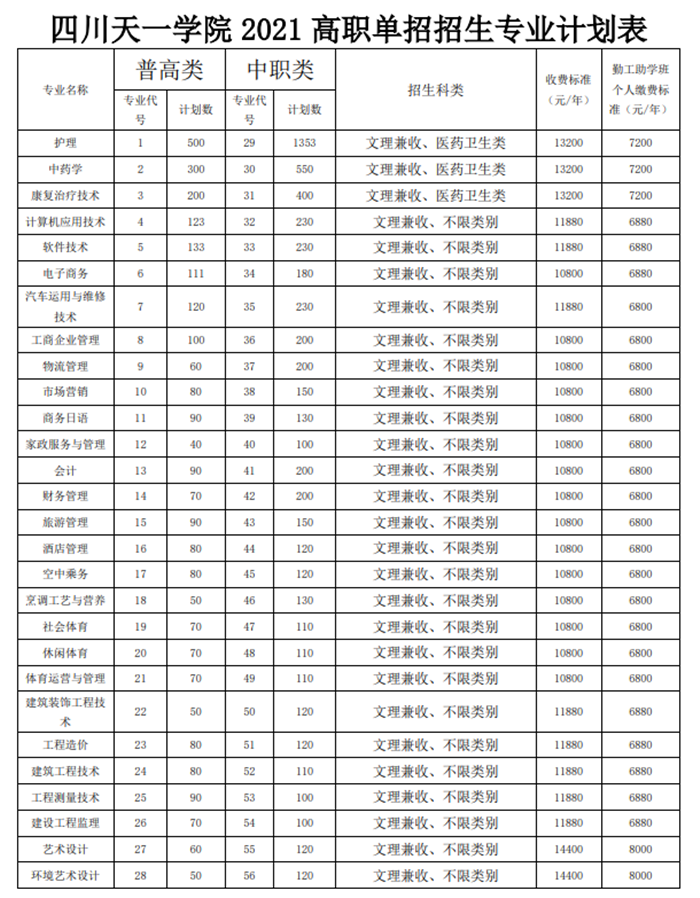 四川天一学院 2021 高职单招招生专业计划表
专业名称 普高类 中职类 招生科类 收费标准（元/年） 勤工助学班个人缴费标准（元/年）
专业代号 计划数 专业代号 计划数
护理 1 500 29 1353 文理兼收、医药卫生类 13200 7200
中药学 2 300 30 550 文理兼收、医药卫生类 13200 7200
康复治疗技术 3 200 31 400 文理兼收、医药卫生类 13200 7200
计算机应用技术 4 123 32 230 文理兼收、不限类别 11880 6880
软件技术 5 133 33 230 文理兼收、不限类别 11880 6880
电子商务 6 111 34 180 文理兼收、不限类别 10800 6880
汽车运用与维修技术 7 120 35 230 文理兼收、不限类别 11880 6800
工商企业管理 8 100 36 200 文理兼收、不限类别 10800 6800
物流管理 9 60 37 200 文理兼收、不限类别 10800 6800
市场营销 10 80 38 150 文理兼收、不限类别 10800 6800
商务日语 11 90 39 130 文理兼收、不限类别 10800 6800
家政服务与管理 12 40 40 100 文理兼收、不限类别 10800 6800
会计 13 90 41 200 文理兼收、不限类别 10800 6800
财务管理 14 70 42 200 文理兼收、不限类别 10800 6800
旅游管理 15 90 43 150 文理兼收、不限类别 10800 6800
酒店管理 16 80 44 120 文理兼收、不限类别 10800 6800
空中乘务 17 80 45 120 文理兼收、不限类别 10800 6800
烹调工艺与营养 18 50 46 130 文理兼收、不限类别 10800 6800
社会体育 19 70 47 110 文理兼收、不限类别 10800 6800
休闲体育 20 70 48 110 文理兼收、不限类别 10800 6800
体育运营与管理 21 70 49 110 文理兼收、不限类别 10800 6800
建筑装饰工程技术 22 50 50 120 文理兼收、不限类别 11880 6880
工程造价 23 80 51 120 文理兼收、不限类别 11880 6880
建筑工程技术 24 80 52 110 文理兼收、不限类别 11880 6880
工程测量技术 25 90 53 100 文理兼收、不限类别 11880 6880
建设工程监理 26 70 54 100 文理兼收、不限类别 11880 6880
艺术设计 27 60 55 120 文理兼收、不限类别 14400 8000
环境艺术设计 28 50 56 120 文理兼收、不限类别 14400 8000